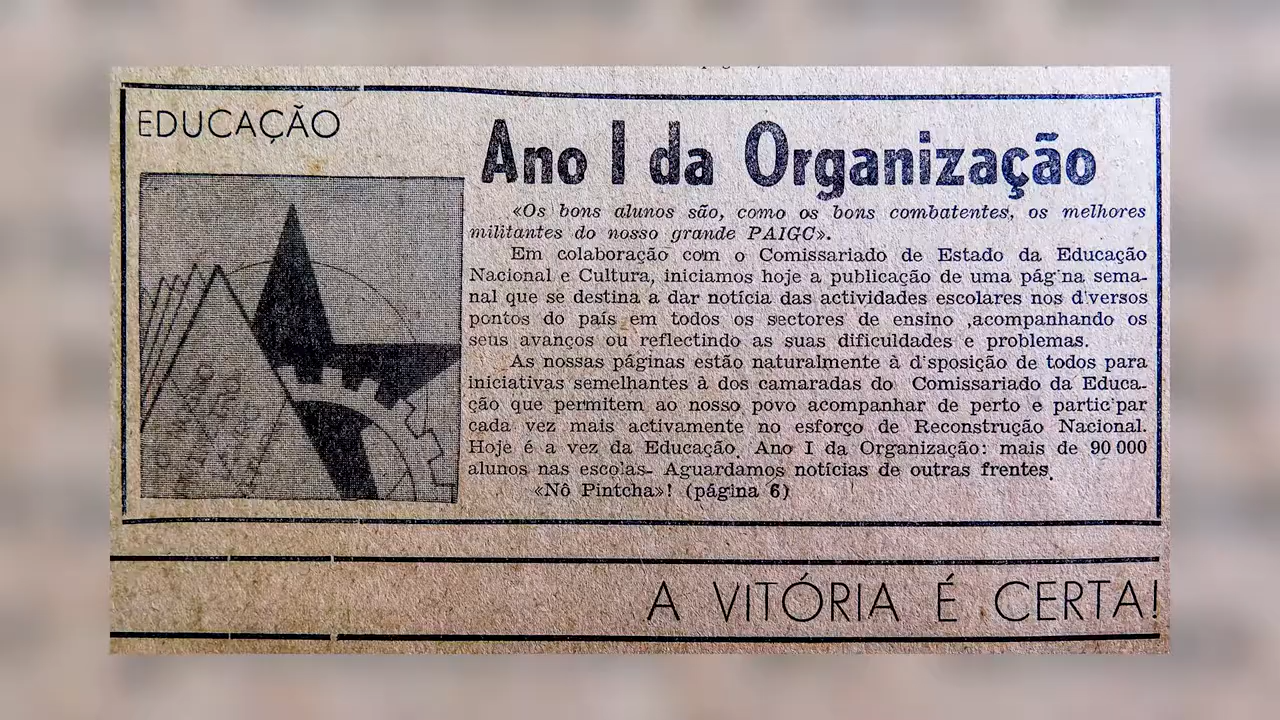 EDUCAÇÃO
Ano I da Organização
«Os bons alunos são, como os bons combatentes, os melhores
militantes do nosso grande PAIGC».
Em colaboração com o Comissariado de Estado da Educação
Nacional e Cultura, iniciamos hoje a publicação de uma pág'na sema-
nal que se destina a dar notícia das actividades escolares nos d'versos
pontos do país em todos os sectores de ensino ,acompanhando os
seus avanços ou reflectindo as suas dificuldades e problemas.
As nossas páginas estão naturalmente à d'sposição de todos para
iniciativas semelhantes à dos camaradas do Comissariado da Educa-
ção que permitem ao nosso povo acompanhar de perto e partic'par
cada vez mais activamente no esforço de Reconstrução Nacional.
Hoje é a vez da Educação. Ano I da Organização: mais de 90 000
alunos nas escolas- Aguardamos notícias de outras frentes.
«Nô Pintcha»! (página 6)
A VITÓRIA É CERTA!